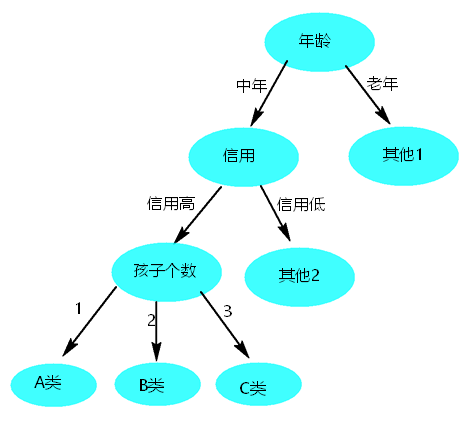 年龄
中年
老年
信用
其他1
信用高
信用低
孩子个数
其他2
1
2
3
A类
B类
C类